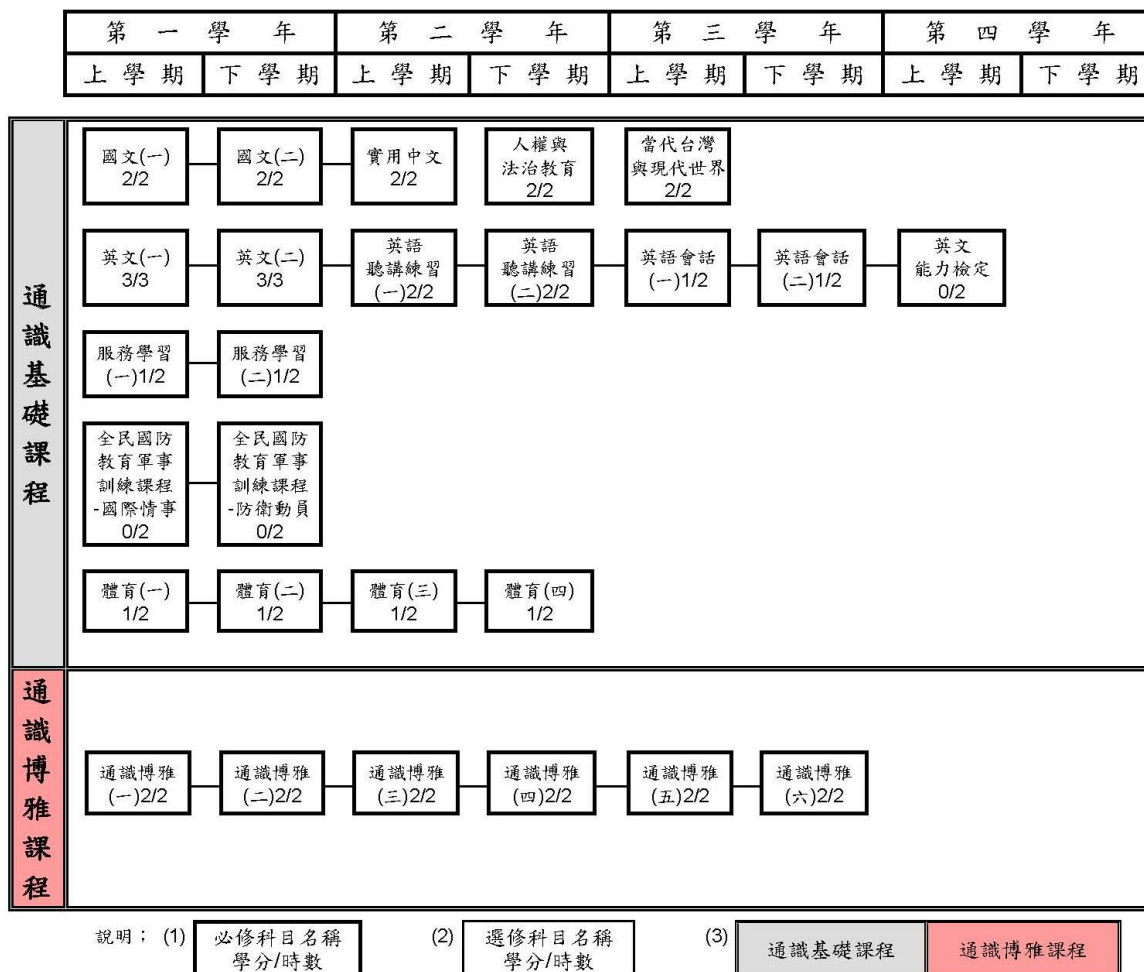 第一學年 第二學年 第三學年 第四學年
上學期 下學期 上學期 下學期 上學期 下學期 上學期 下學期
通識基礎課程
國文(一)
2/2
國文(二)
2/2
實用中文
2/2
人權與
法治教育
2/2
當代台灣
與現代世界
2/2
英文(一)
3/3
英文(二)
3/3
英語
聽講練習
(一)2/2
英語
聽講練習
(二)2/2
英語會話
(一)1/2
英語會話
(二)1/2
英文
能力檢定
0/2
服務學習
(一)1/2
服務學習
(二)1/2
全民國防
教育軍事
訓練課程
-國際情事
0/2
全民國防
教育軍事
訓練課程
-防衛動員
0/2
體育(一)
1/2
體育(二)
1/2
體育(三)
1/2
體育(四)
1/2
通識博雅課程
通識博雅
(一)2/2
通識博雅
(二)2/2
通識博雅
(三)2/2
通識博雅
(四)2/2
通識博雅
(五)2/2
通識博雅
(六)2/2
說明；(1)
必修科目名稱
學分/時數
(2)
選修科目名稱
學分/時數
(3)
通識基礎課程
通識博雅課程